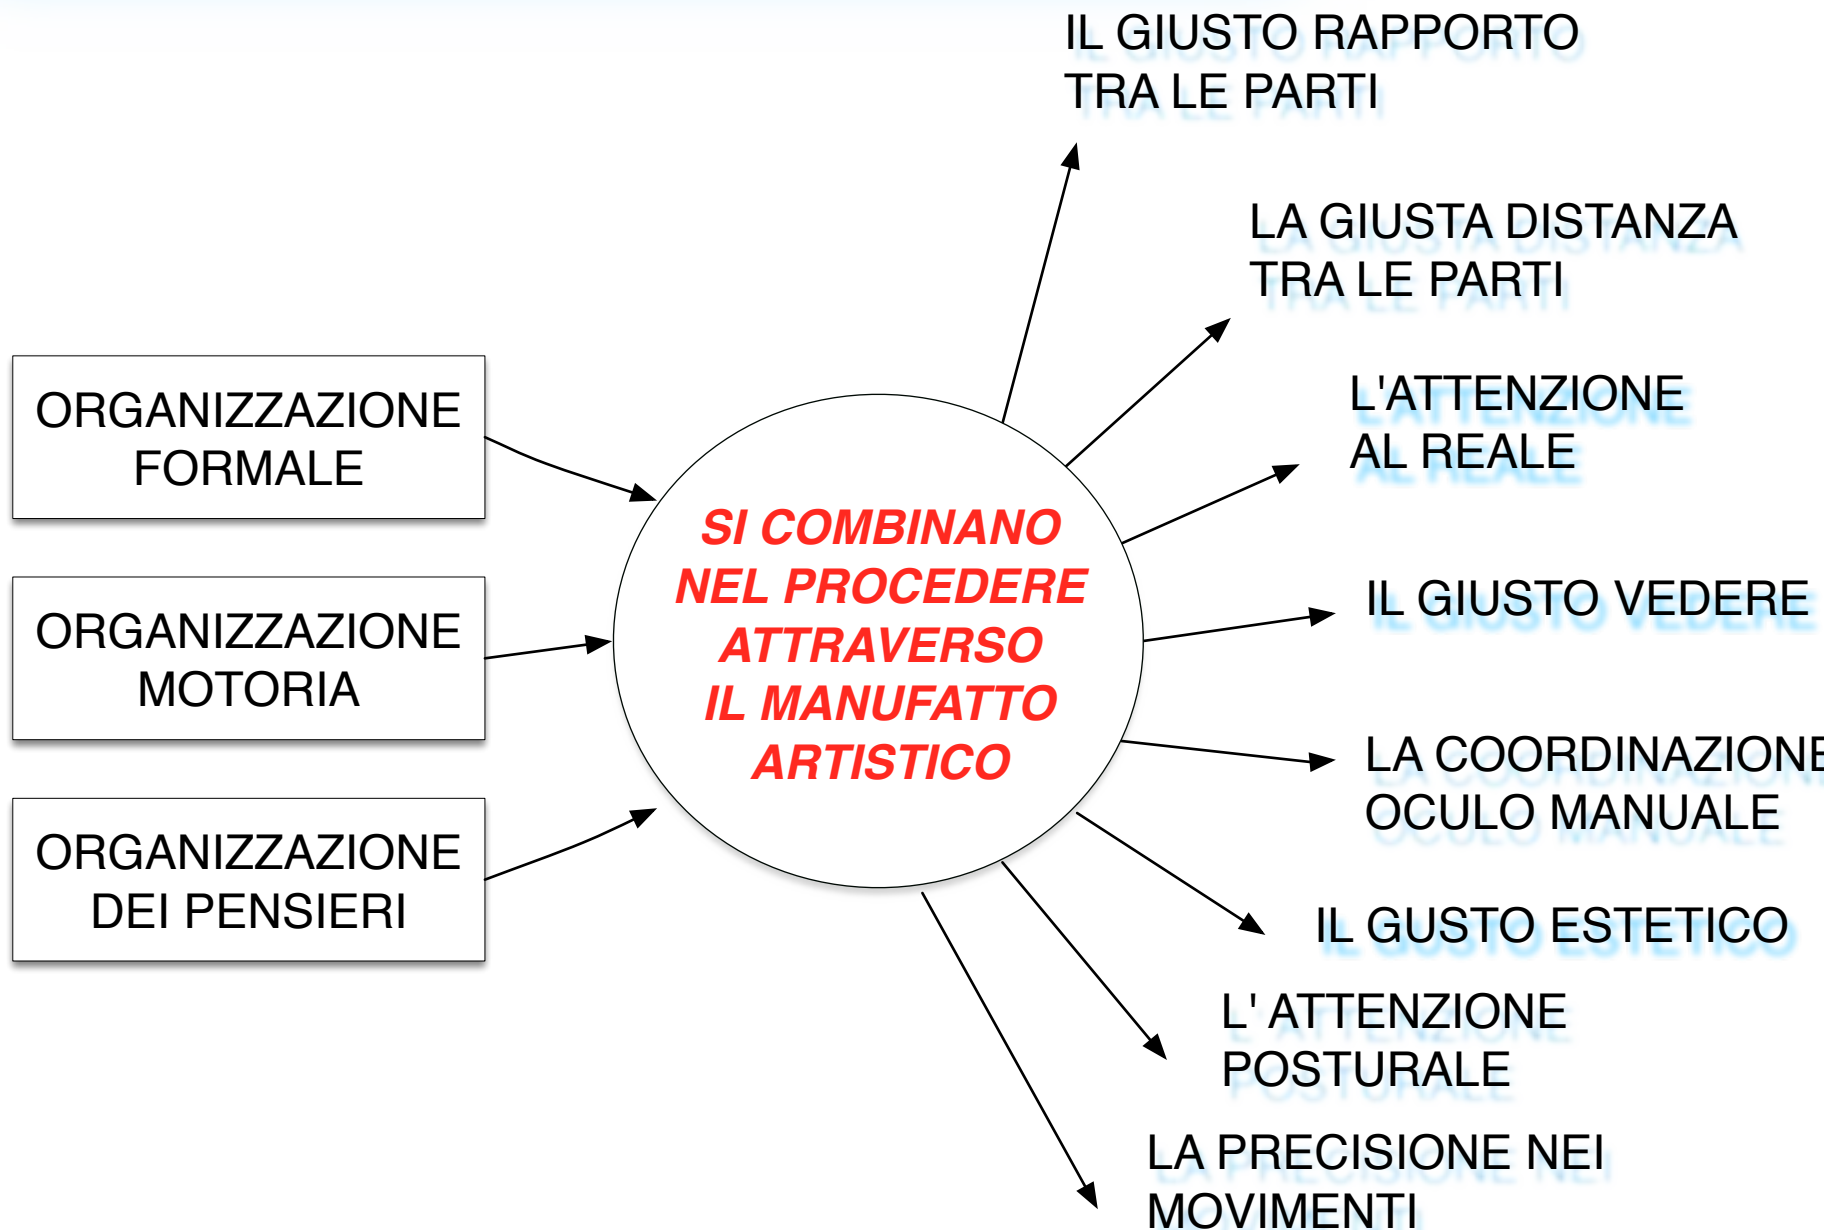 IL GIUSTO RAPPORTO
TRA LE PARTI
LA GIUSTA DISTANZA
TRA LE PARTI
L'ATTENZIONE
AL REALE
IL GIUSTO VEDERE
LA COORDINAZIONE
OCULO MANUALE
IL GUSTO ESTETICO
L' ATTENZIONE
POSTURALE
LA PRECISIONE NEI
MOVIMENTI
ORGANIZZAZIONE
FORMALE
ORGANIZZAZIONE
MOTORIA
ORGANIZZAZIONE
DEI PENSIERI
SI COMBINANO
NEL PROCEDERE
ATTRAVERSO
IL MANUFATTO
ARTISTICO